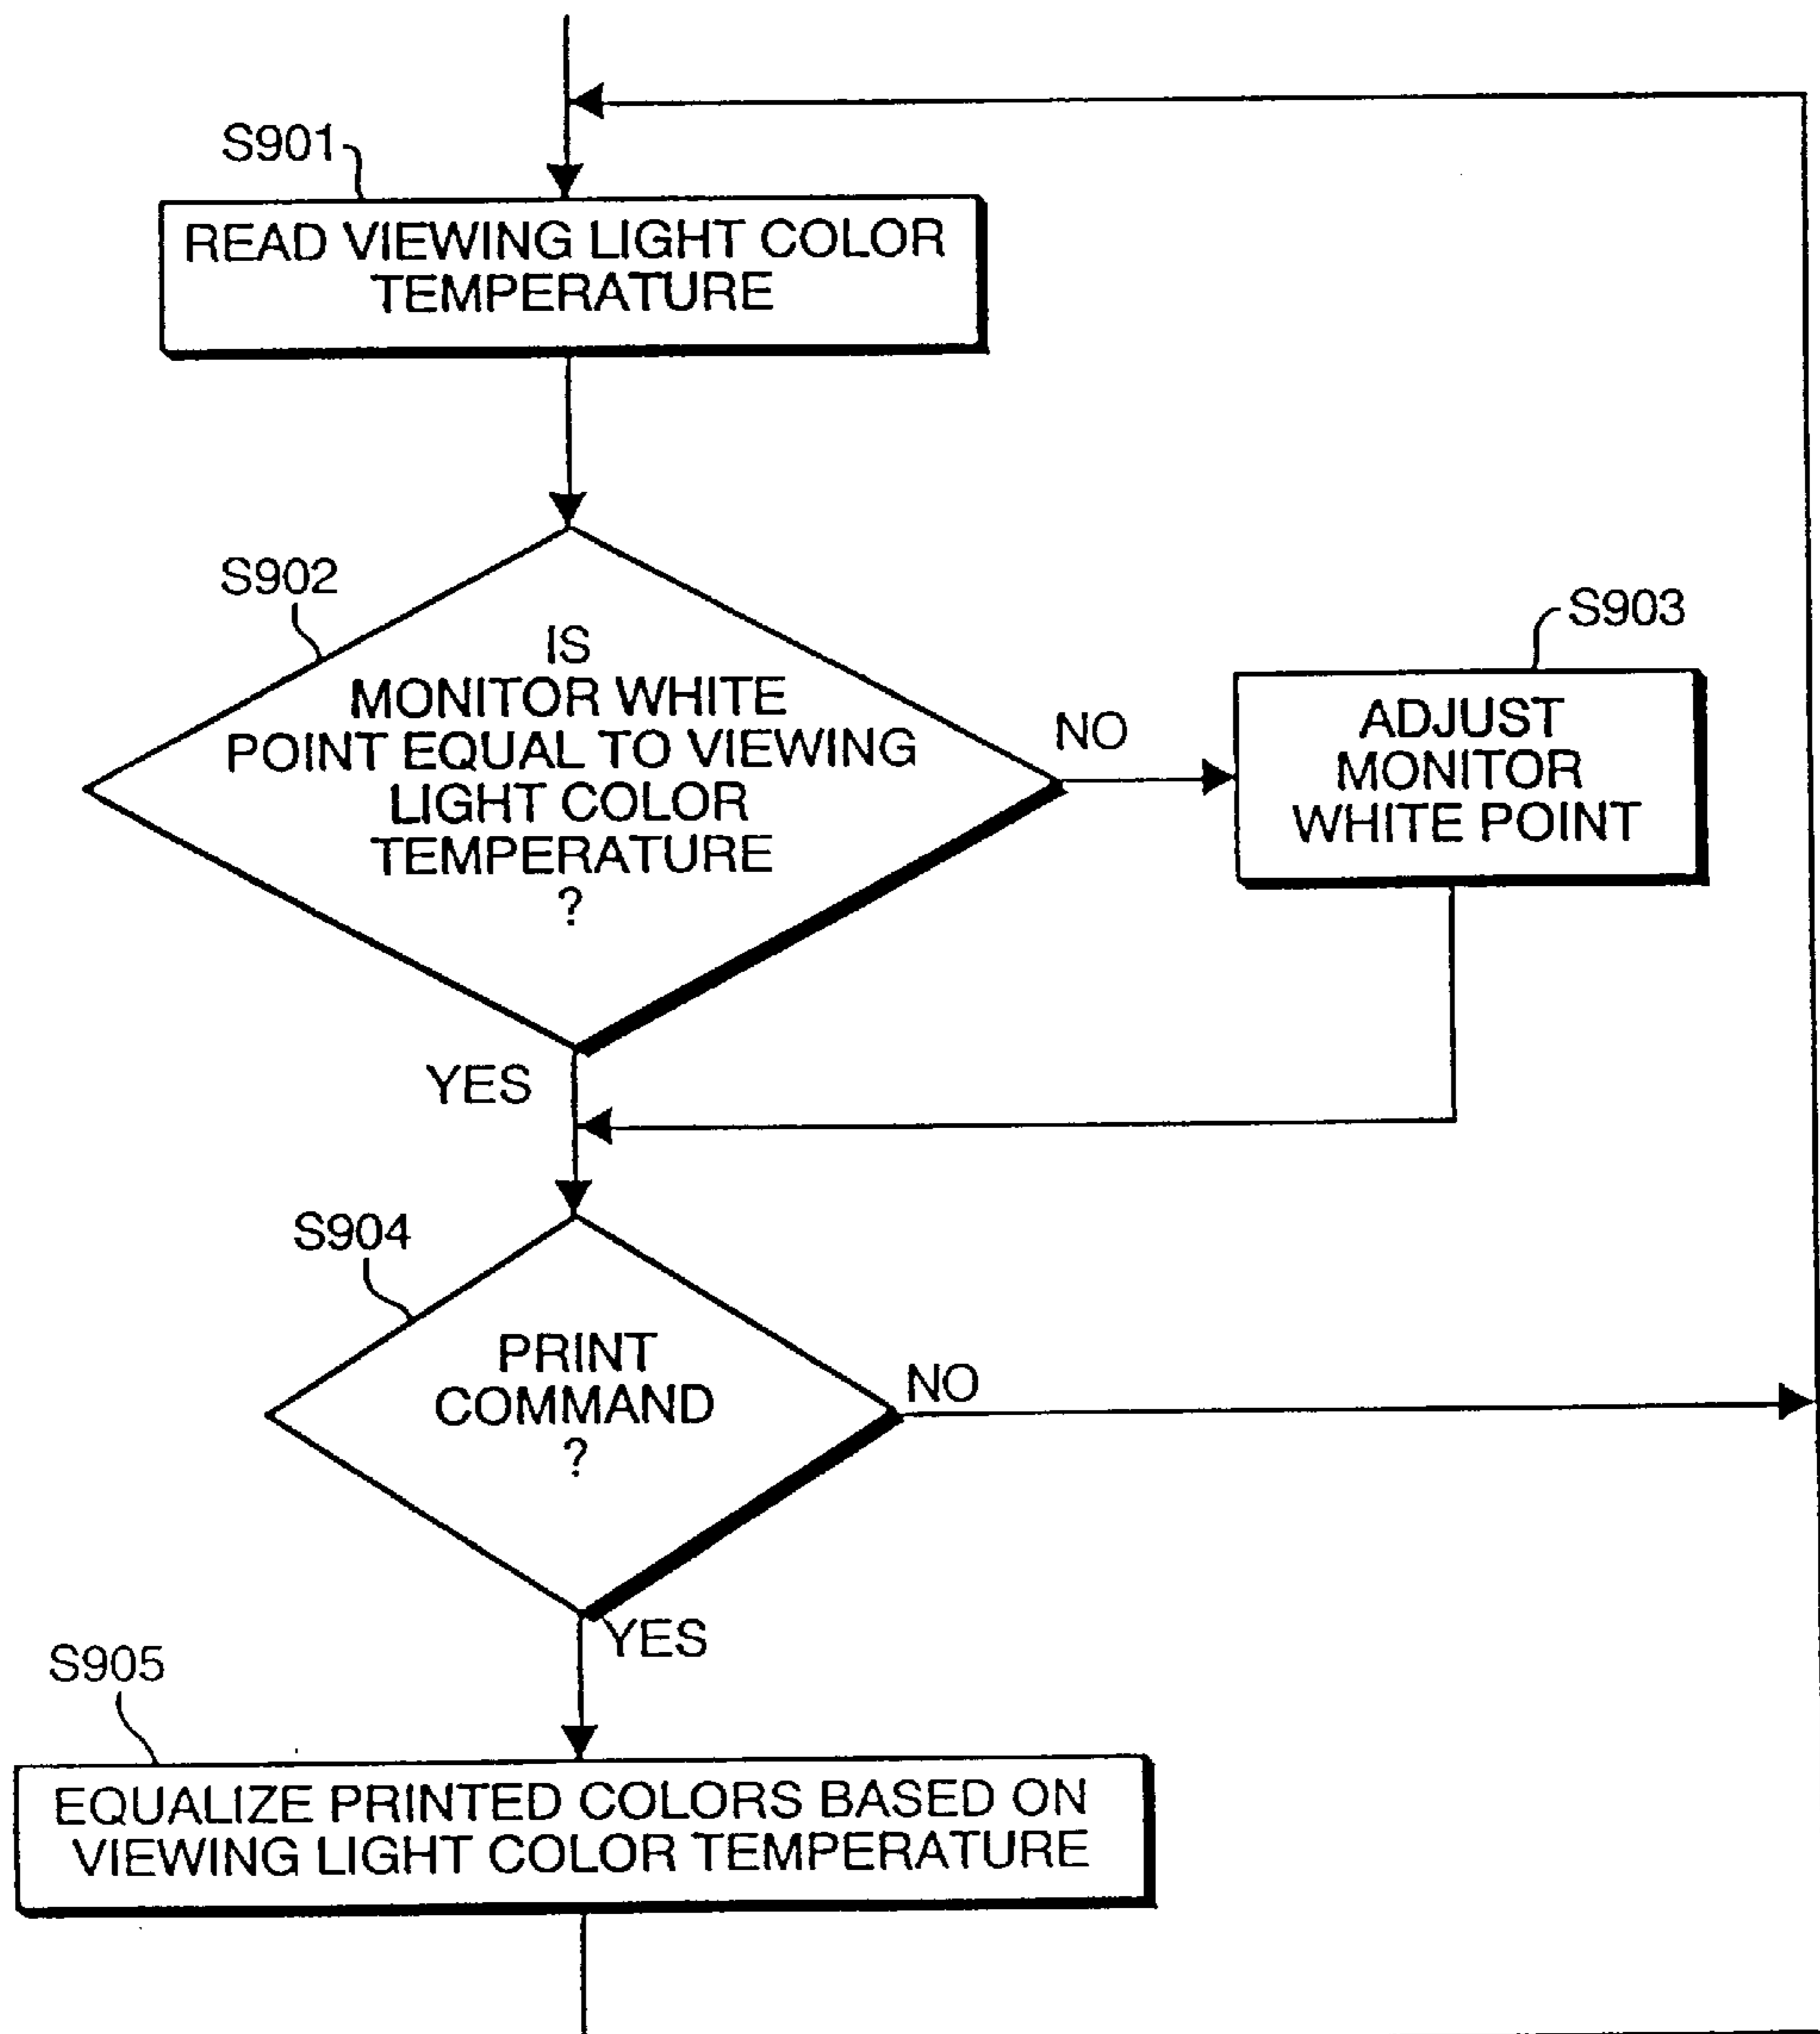 S901
READ VIEWING LIGHT COLOR
TEMPERATURE
S902
IS
MONITOR WHITE
POINT EQUAL TO VIEWING
LIGHT COLOR
TEMPERATURE
?
NO
S903
ADJUST
MONITOR
WHITE POINT
YES
S904
PRINT
COMMAND
?
NO
YES
S905
EQUALIZE PRINTED COLORS BASED ON
VIEWING LIGHT COLOR TEMPERATURE